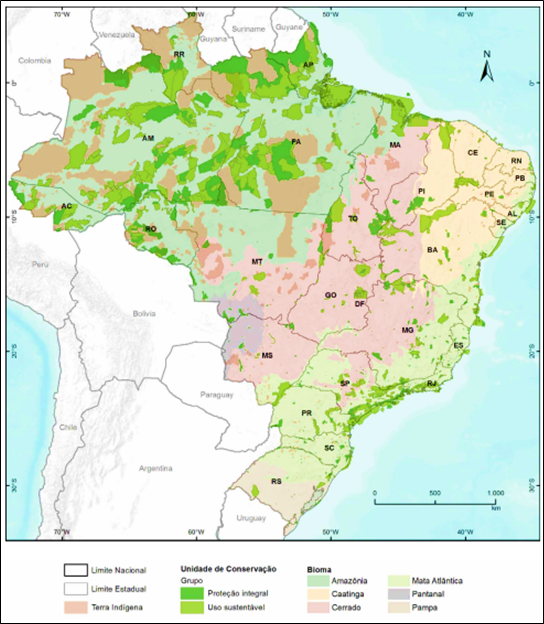 70°W 60°W 50°W 40°W
Venezuela
Guyana
Suriname
Guyane
Colombia
N
RR
AP
0°
0°
AM
PA
MA
CE
RN
PB
PI
PE
AL
SE
AC
RO
TO
10°S
10°S
BA
MT
Peru
GO
DF
Bolivia
MG
MS
ES
20°S
20°S
SP
RJ
Paraguay
PR
Chile
SC
Argentina
RS
30°S
30°S
0 500 1.000
km
Uruguay
70°W 60°W 50°W 40°W
Limite Nacional
Limite Estadual
Terra Indígena
Unidade de Conservação
Grupo
Proteção integral
Uso sustentável
Bioma
Amazônia
Caatinga
Cerrado
Mata Atlântica
Pantanal
Pampa